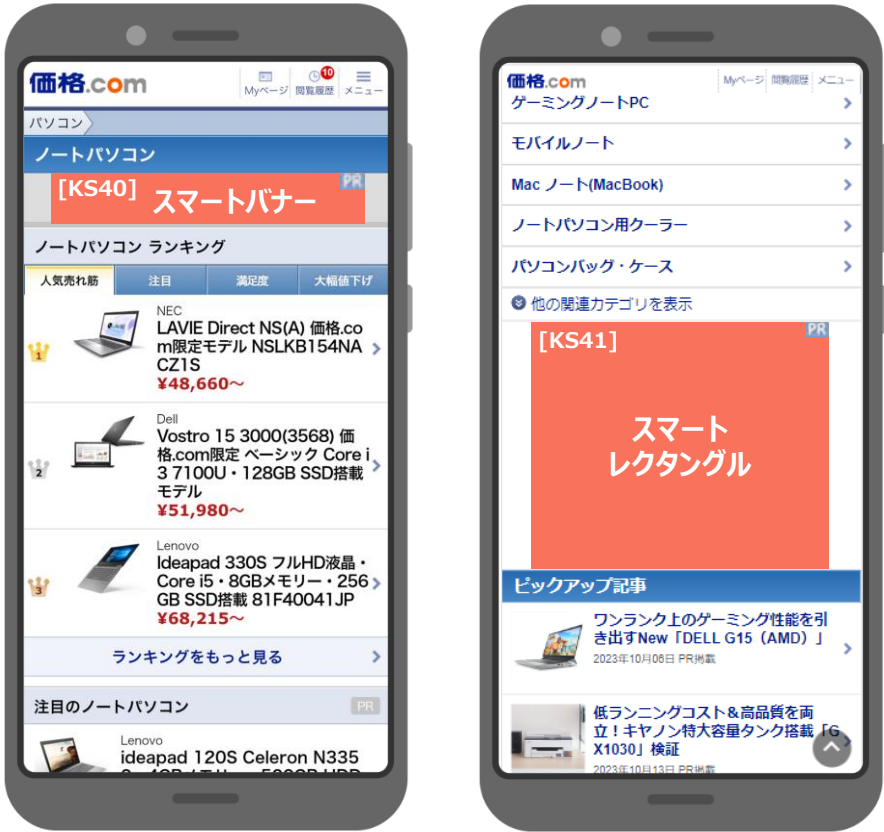 価格.com
Myページ
10
閲覧履歴
メニュー
パソコン
ノートパソコン
PR
[KS40]
スマートバナー
ノートパソコン ランキング
人気売れ筋
注目
満足度
大幅値下げ
1
NEC
LAVIE Direct NS(A) 価格.co
m限定モデル NSLKB154NA
CZ1S
¥48,660～
2
Dell
Vostro 15 3000(3568) 価
格.com限定 ベーシック Core i
3 7100U・128GB SSD搭載
モデル
¥51,980～
3
Lenovo
Ideapad 330S フルHD液晶・
Core i5・8GBメモリー・256
GB SSD搭載 81F40041JP
¥68,215～
ランキングをもっと見る
注目のノートパソコン
PR
Lenovo
ideapad 120S Celeron N335
価格.com
Myページ
閲覧履歴
メニュー
ゲーミングノートPC
モバイルノート
Mac ノート(MacBook)
ノートパソコン用クーラー
パソコンバッグ・ケース
他の関連カテゴリを表示
PR
[KS41]
スマート
レクタングル
ピックアップ記事
ワンランク上のゲーミング性能を引
き出すNew「DELL G15（AMD）」
2023年10月06日 PR掲載
低ランニングコスト＆高品質を両
立！キヤノン特大容量タンク搭載「G
X1030」検証
2023年10月13日 PR掲載